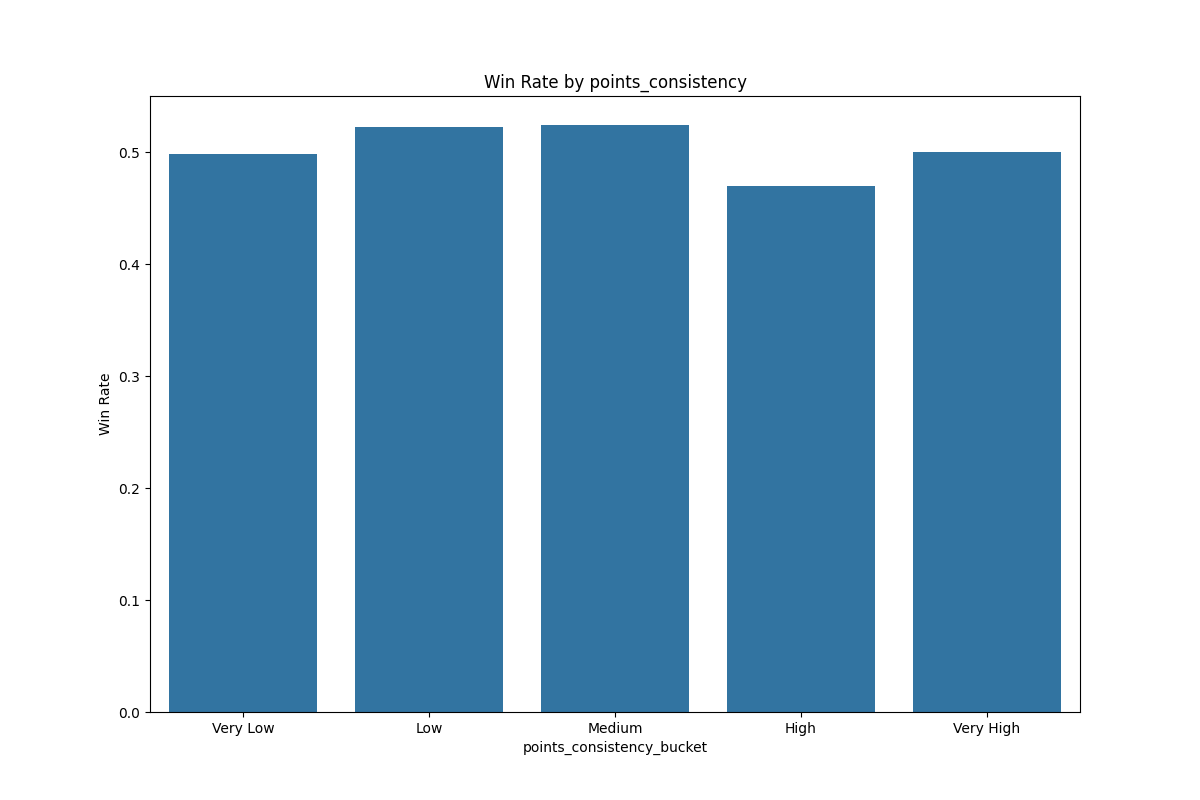 Win Rate by points_consistency
Win Rate
0.5
0.4
0.3
0.2
0.1
0.0
Very Low
Low
Medium
High
Very High
points_consistency_bucket